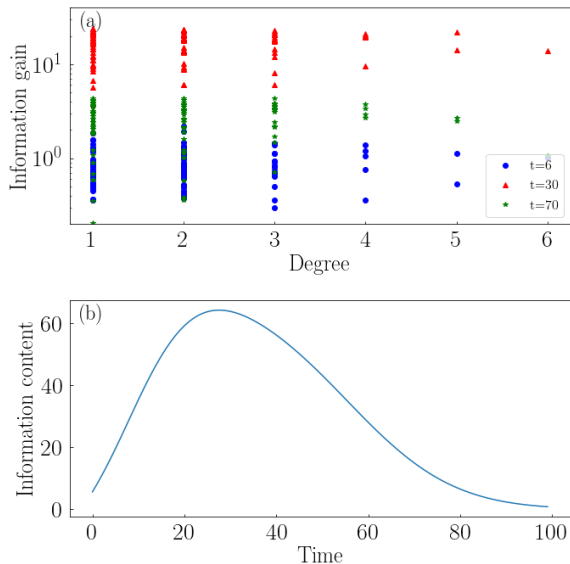 (a)
Information gain
10¹
10⁰
t=6
t=30
t=70
1 2 3 4 5 6
Degree
(b)
Information content
60
40
20
0
0 20 40 60 80 100
Time